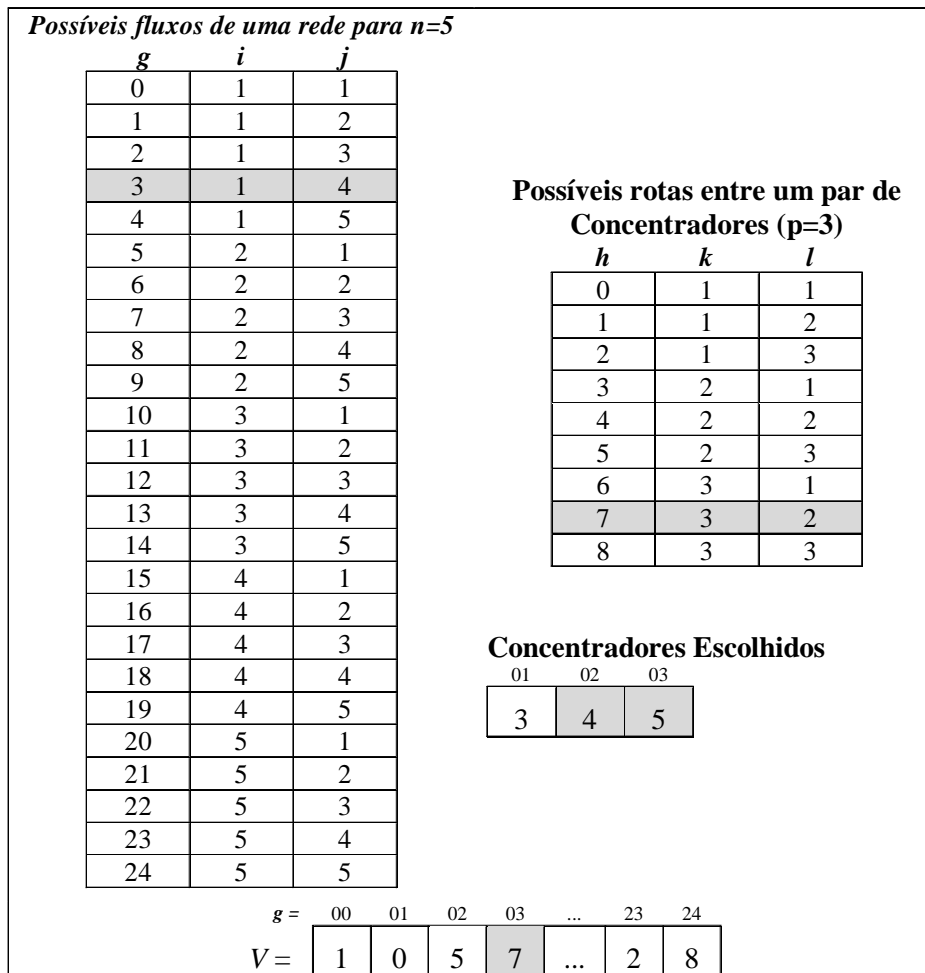 Possíveis fluxos de uma rede para n=5
g i j
0 1 1
1 1 2
2 1 3
3 1 4
4 1 5
5 2 1
6 2 2
7 2 3
8 2 4
9 2 5
10 3 1
11 3 2
12 3 3
13 3 4
14 3 5
15 4 1
16 4 2
17 4 3
18 4 4
19 4 5
20 5 1
21 5 2
22 5 3
23 5 4
24 5 5
Possíveis rotas entre um par de
Concentradores (p=3)
h k l
0 1 1
1 1 2
2 1 3
3 2 1
4 2 2
5 2 3
6 3 1
7 3 2
8 3 3
Concentradores Escolhidos
01 02 03
3 4 5
g = 00 01 02 03 ... 23 24
V = 1 0 5 7 ... 2 8